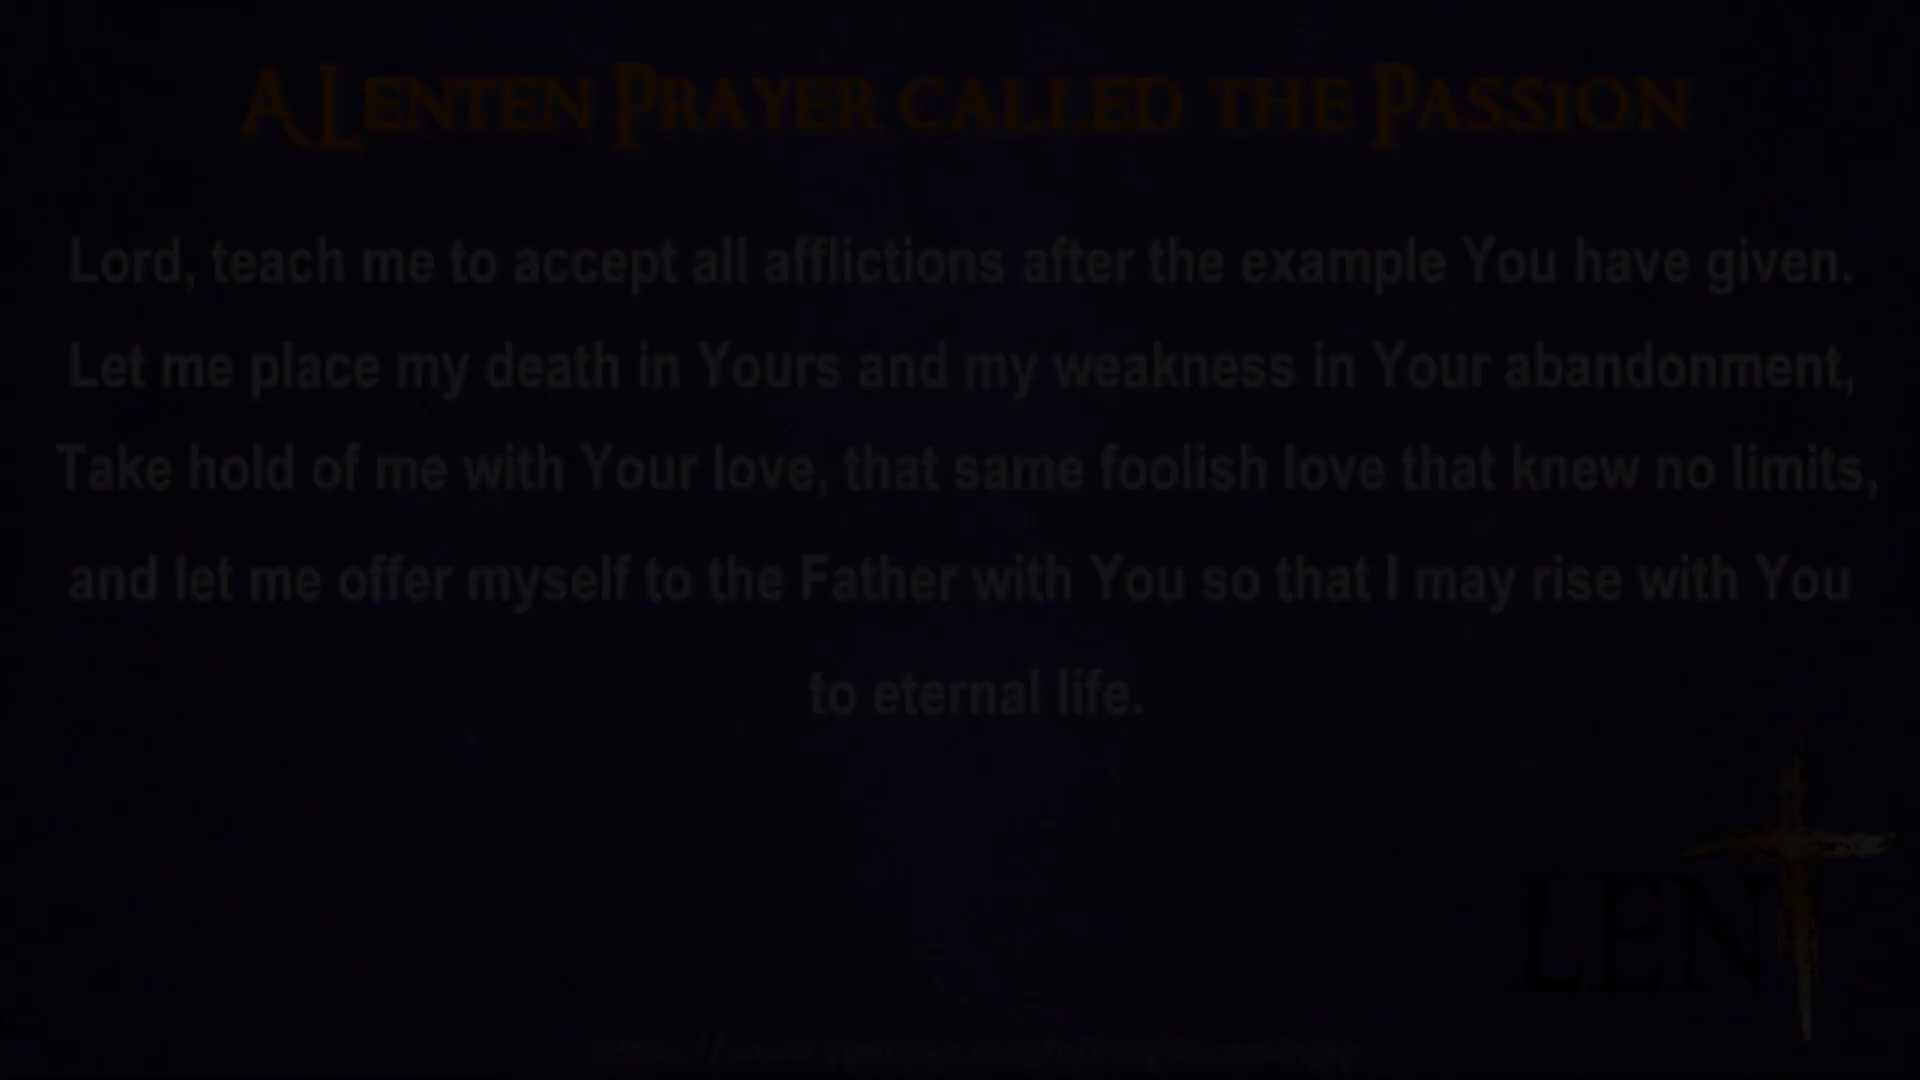 A Lenten Prayer called the Passion
Lord, teach me to accept all afflictions after the example You have given.
Let me place my death in Yours and my weakness in Your abandonment,
Take hold of me with Your love, that same foolish love that knew no limits,
and let me offer myself to the Father with You so that I may rise with You
to eternal life.
LENT